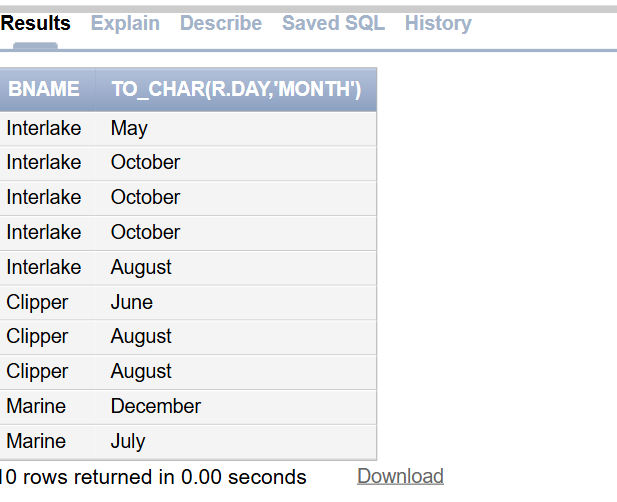 Results Explain Describe Saved SQL History
BNAME TO_CHAR(R.DAY,'MONTH')
Interlake May
Interlake October
Interlake October
Interlake October
Interlake August
Clipper June
Clipper August
Clipper August
Marine December
Marine July
10 rows returned in 0.00 seconds Download